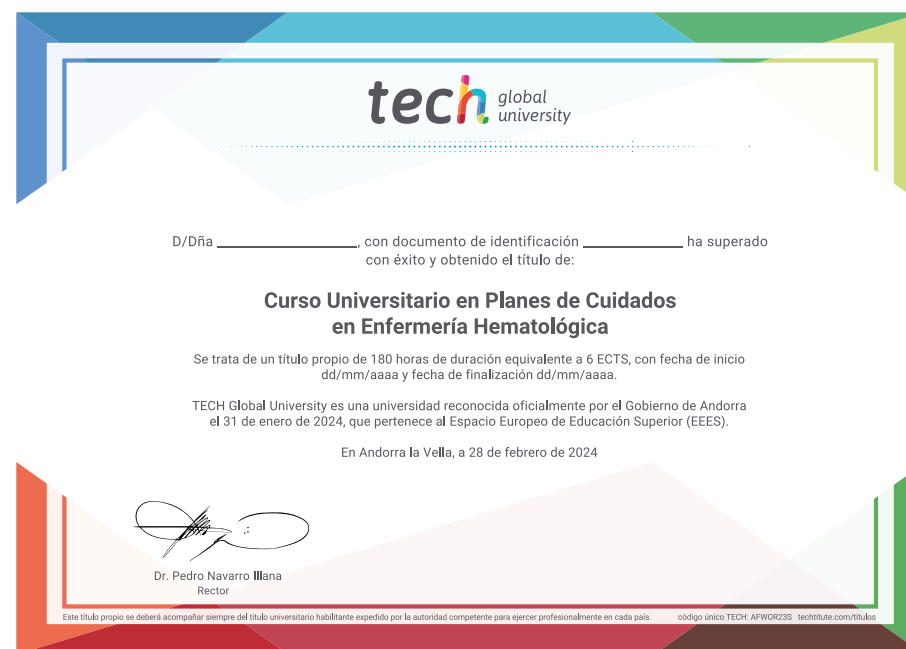 tech global university
D/Dña ____________________, con documento de identificación ______________ ha superado
con éxito y obtenido el título de:
Curso Universitario en Planes de Cuidados
en Enfermería Hematológica
Se trata de un título propio de 180 horas de duración equivalente a 6 ECTS, con fecha de inicio
dd/mm/aaaa y fecha de finalización dd/mm/aaaa.
TECH Global University es una universidad reconocida oficialmente por el Gobierno de Andorra
el 31 de enero de 2024, que pertenece al Espacio Europeo de Educación Superior (EEES).
En Andorra la Vella, a 28 de febrero de 2024
Dr. Pedro Navarro Illana
Rector
Este título propio se deberá acompañar siempre del título universitario habilitante expedido por la autoridad competente para ejercer profesionalmente en cada país. código único TECH: AFWOR23S techtitute.com/titulos